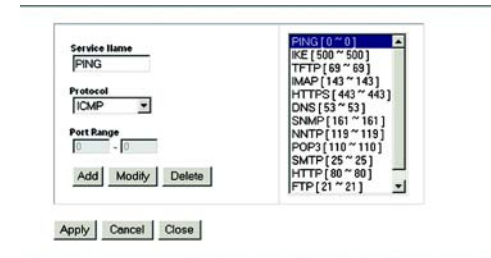 Service Name
PING
Protocol
ICMP
Port Range
0 - 0
Add Modify Delete
PING [ 0 ~ 0 ]
IKE [ 500 ~ 500 ]
TFTP [ 69 ~ 69 ]
IMAP [ 143 ~ 143 ]
HTTPS [ 443 ~ 443 ]
DNS [ 53 ~ 53 ]
SNMP [ 161 ~ 161 ]
NNTP [ 119 ~ 119 ]
POP3 [ 110 ~ 110 ]
SMTP [ 25 ~ 25 ]
HTTP [ 80 ~ 80 ]
FTP [ 21 ~ 21 ]
Apply Cancel Close